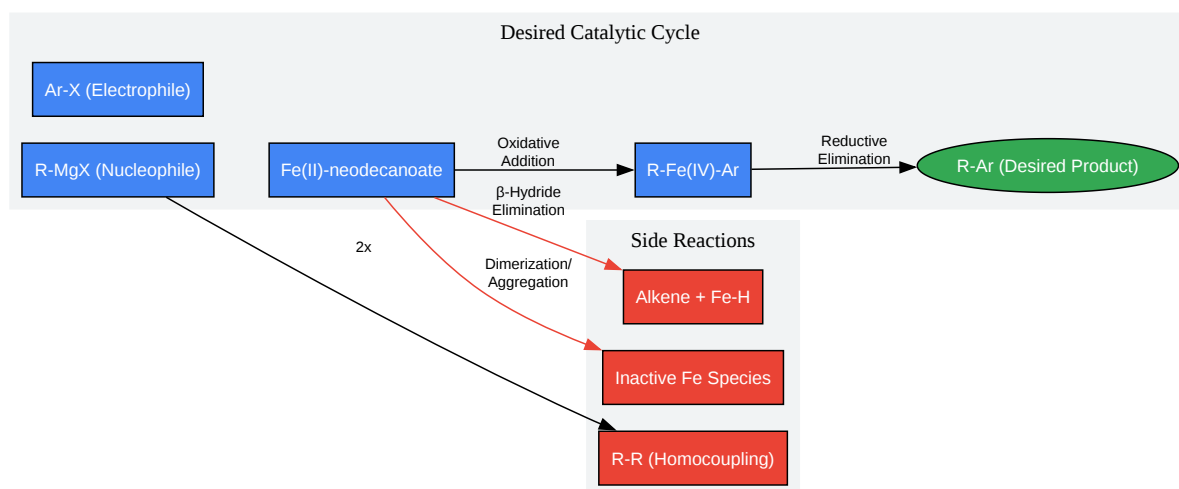 Desired Catalytic Cycle
Ar-X (Electrophile)
R-MgX (Nucleophile)
Fe(II)-neodecanoate
Oxidative
Addition
R-Fe(IV)-Ar
Reductive
Elimination
R-Ar (Desired Product)
β-Hydride
Elimination
2x
Dimerization/
Aggregation
Side Reactions
Alkene + Fe-H
Inactive Fe Species
R-R (Homocoupling)